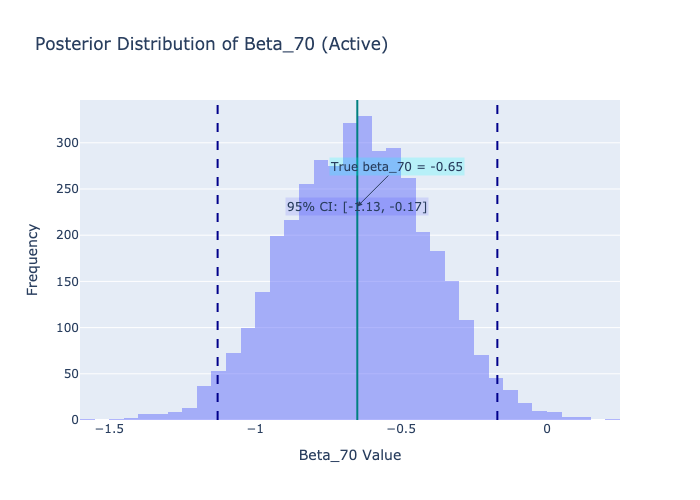 Posterior Distribution of Beta_70 (Active)
300
250
200
150
100
50
0
Frequency
True beta_70 = -0.65
95% CI: [-1.13, -0.17]
−1.5
−1
−0.5
0
Beta_70 Value